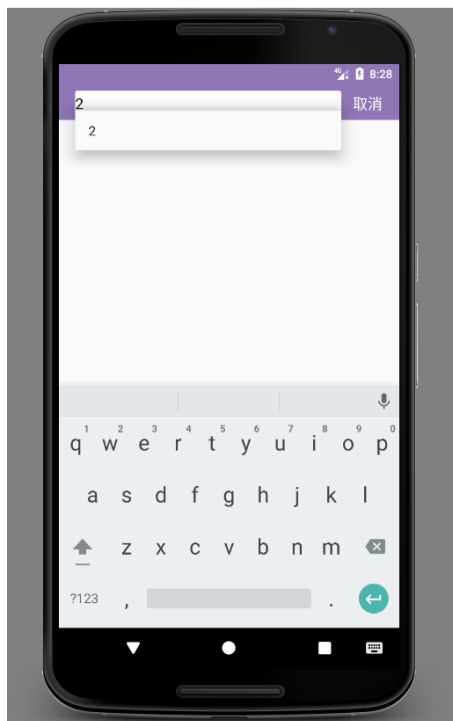 4G 8:28
2 取消
2
1 2 3 4 5 6 7 8 9 0
q w e r t y u i o p
a s d f g h j k l
z x c v b n m
?123 , .